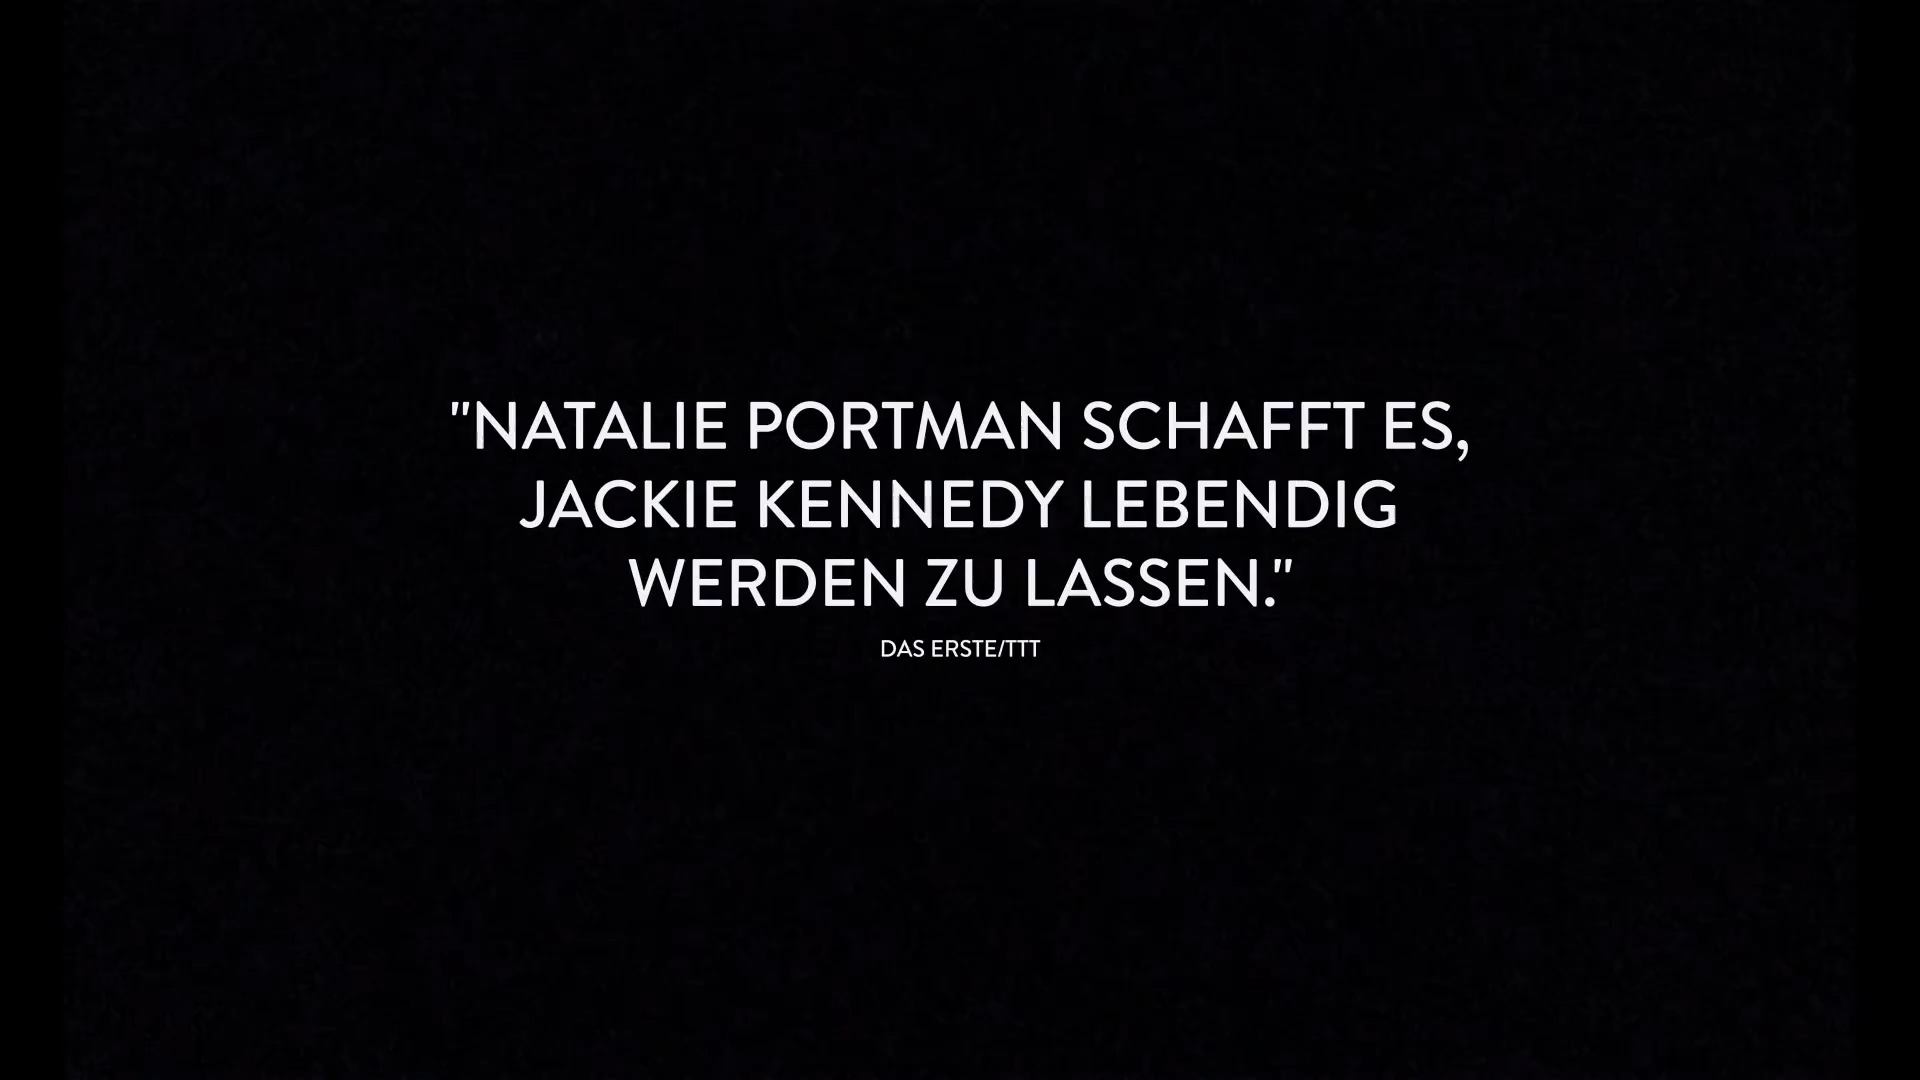 "NATALIE PORTMAN SCHAFFT ES,
JACKIE KENNEDY LEBENDIG
WERDEN ZU LASSEN."
DAS ERSTE/TTT